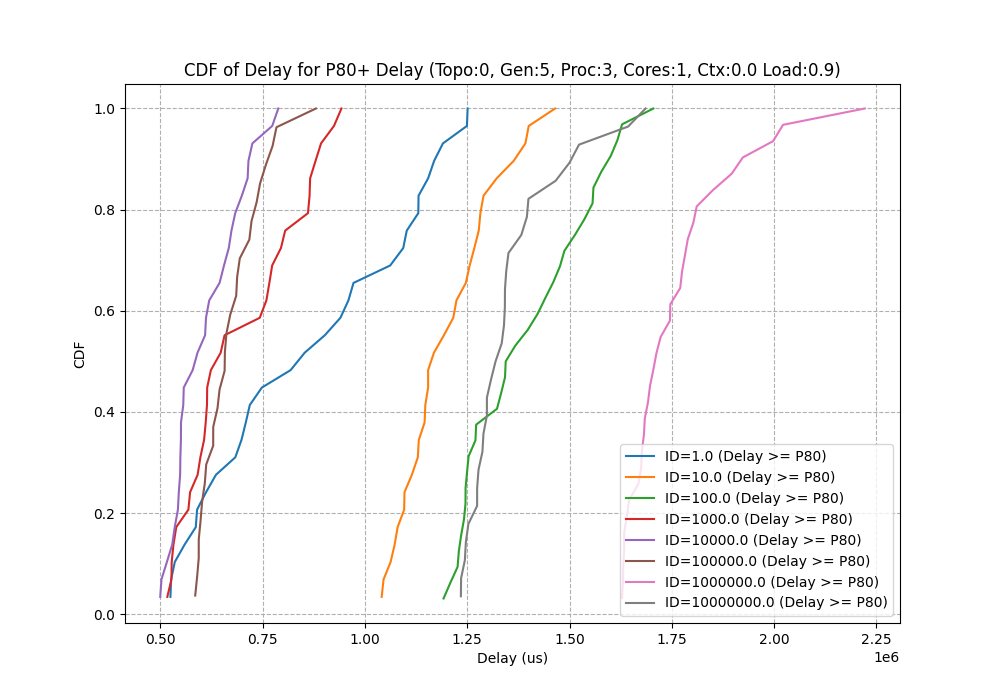 CDF of Delay for P80+ Delay (Topo:0, Gen:5, Proc:3, Cores:1, Ctx:0.0 Load:0.9)
1.0
0.8
0.6
0.4
0.2
0.0
CDF
ID=1.0 (Delay >= P80)
ID=10.0 (Delay >= P80)
ID=100.0 (Delay >= P80)
ID=1000.0 (Delay >= P80)
ID=10000.0 (Delay >= P80)
ID=100000.0 (Delay >= P80)
ID=1000000.0 (Delay >= P80)
ID=10000000.0 (Delay >= P80)
0.50 0.75 1.00 1.25 1.50 1.75 2.00 2.25
1e6
Delay (us)